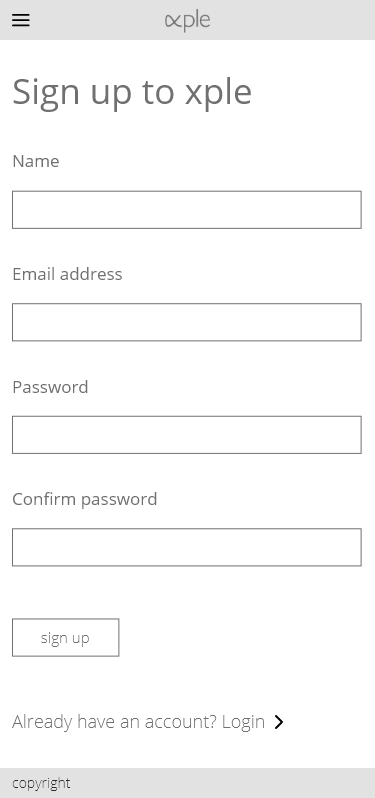 xple
Sign up to xple
Name
Email address
Password
Confirm password
sign up
Already have an account? Login
copyright